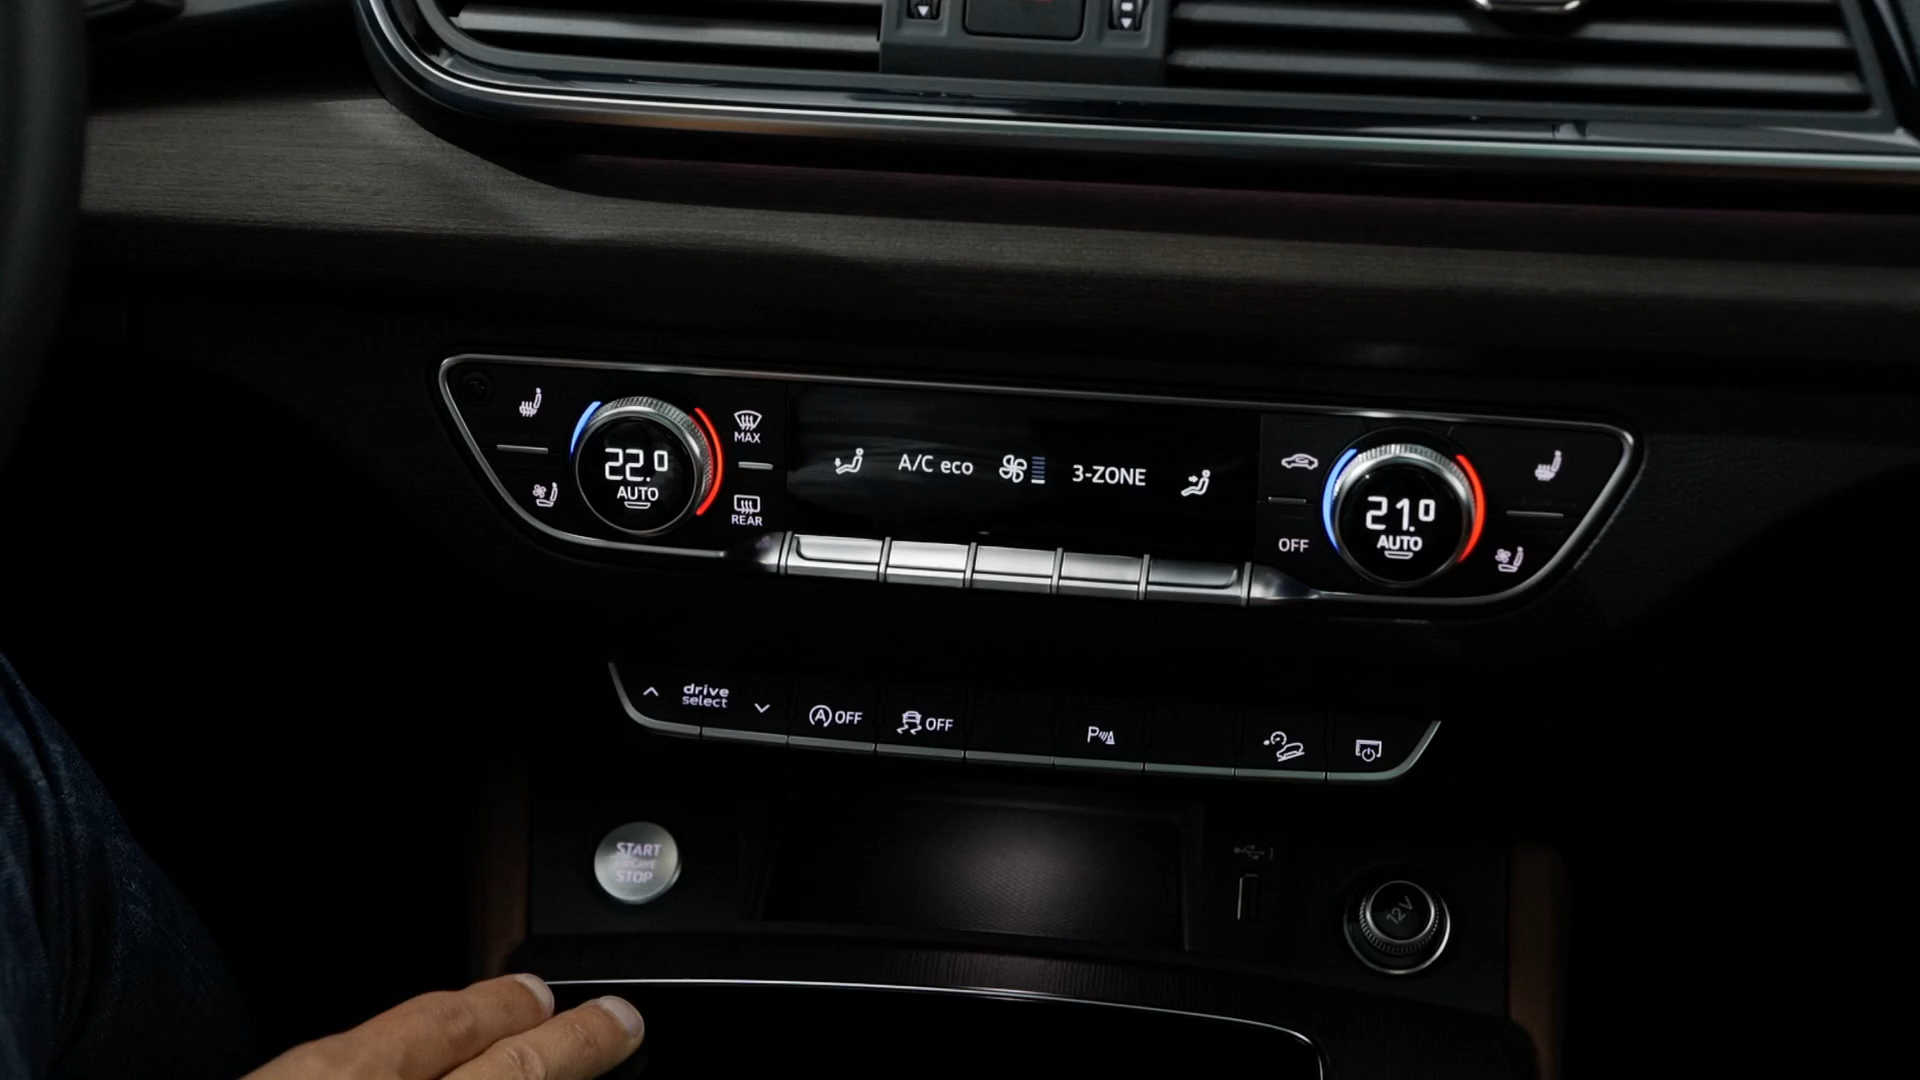 MAX
22.0
AUTO
REAR
A/C eco
3-ZONE
OFF
21.0
AUTO
drive
select
A OFF
OFF
P
START
STOP
1
12V